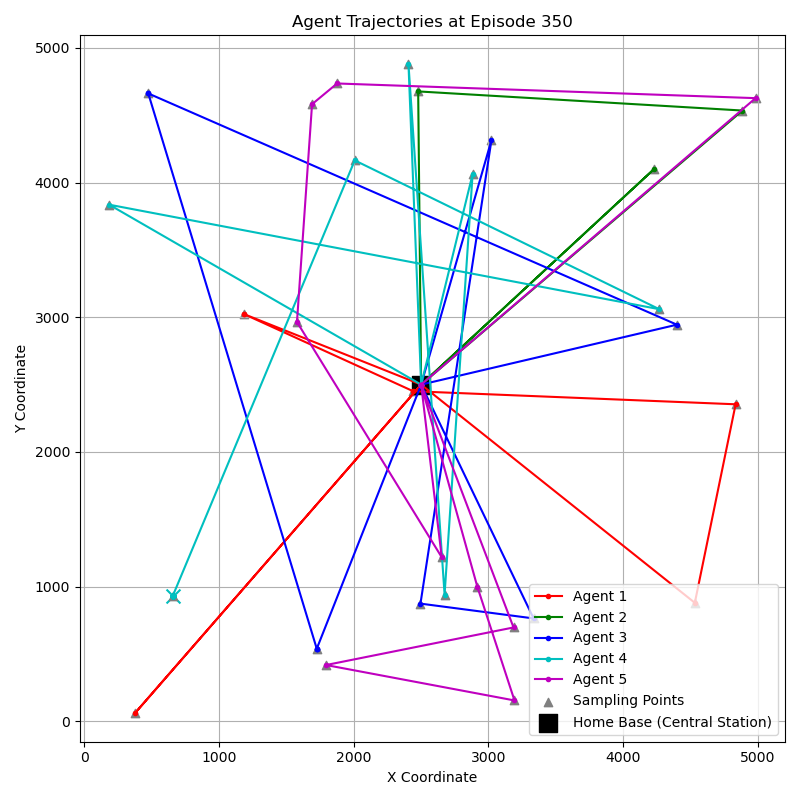 Agent Trajectories at Episode 350
5000
4000
3000
2000
1000
0
Y Coordinate
0 1000 2000 3000 4000 5000
X Coordinate
Agent 1
Agent 2
Agent 3
Agent 4
Agent 5
Sampling Points
Home Base (Central Station)